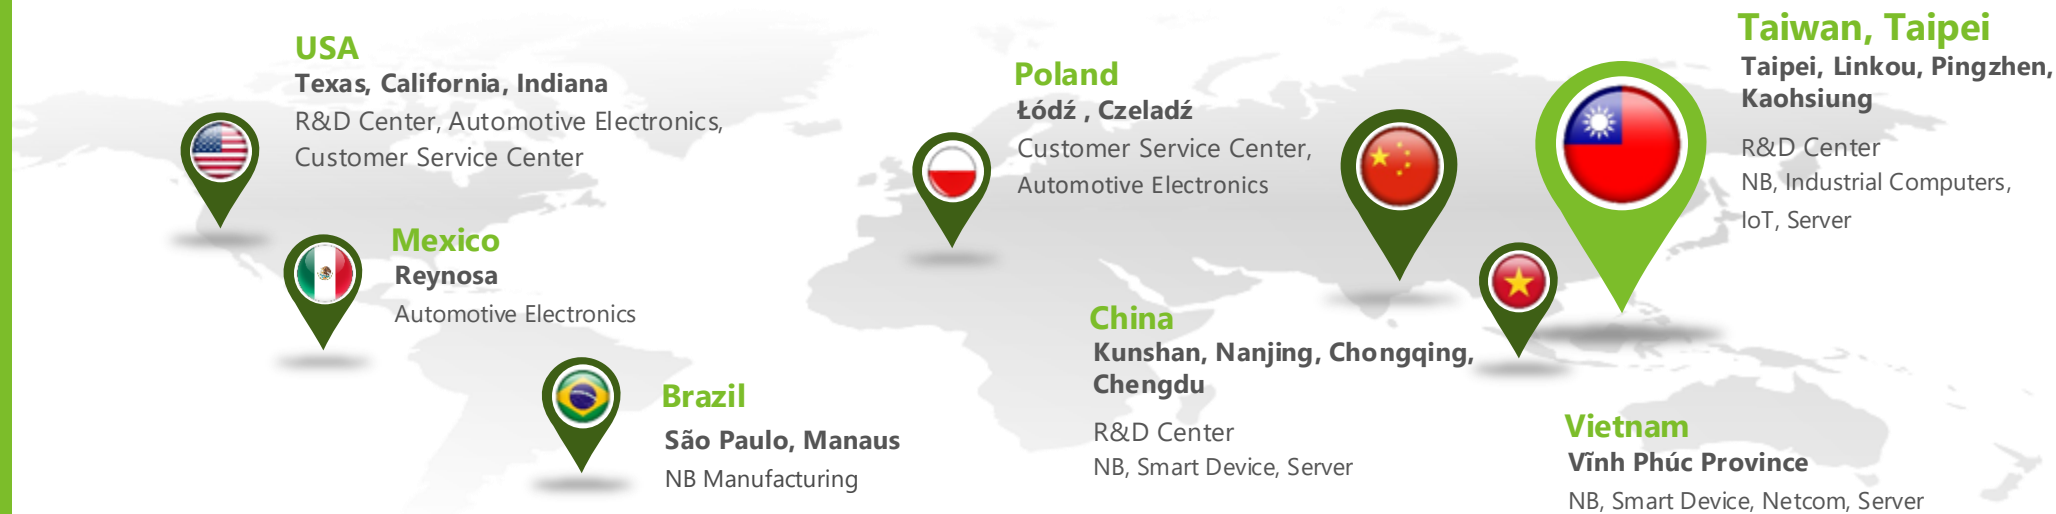 USA
Texas, California, Indiana
R&D Center, Automotive Electronics,
Customer Service Center
Mexico
Reynosa
Automotive Electronics
Brazil
São Paulo, Manaus
NB Manufacturing
Poland
Łódź , Czeladź
Customer Service Center,
Automotive Electronics
China
Kunshan, Nanjing, Chongqing,
Chengdu
R&D Center
NB, Smart Device, Server
Taiwan, Taipei
Taipei, Linkou, Pingzhen,
Kaohsiung
R&D Center
NB, Industrial Computers,
IoT, Server
Vietnam
Vĩnh Phúc Province
NB, Smart Device, Netcom, Server